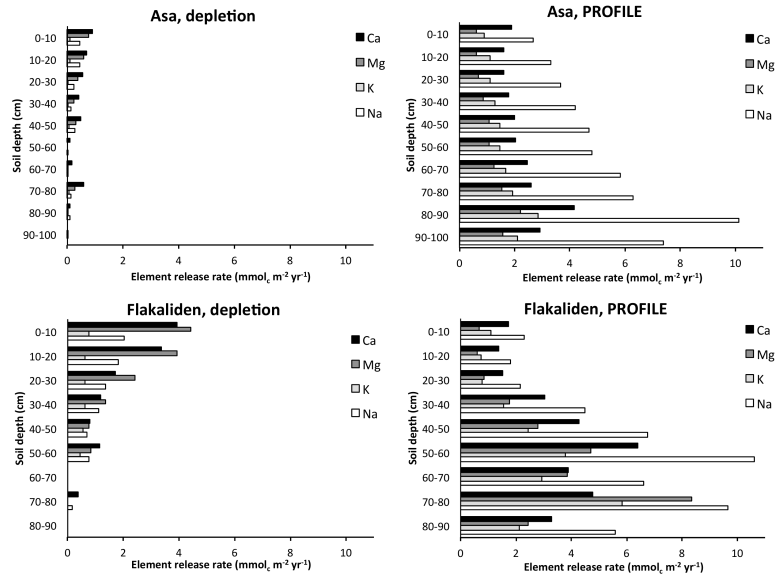 Asa, depletion
Soil depth (cm)
0-10
10-20
20-30
30-40
40-50
50-60
60-70
70-80
80-90
90-100
Ca
Mg
K
Na
0 2 4 6 8 10
Element release rate (mmolc m-2 yr-1)
Asa, PROFILE
Soil depth (cm)
0-10
10-20
20-30
30-40
40-50
50-60
60-70
70-80
80-90
90-100
Ca
Mg
K
Na
0 2 4 6 8 10
Element release rate (mmolc m-2 yr-1)
Flakaliden, depletion
Soil depth (cm)
0-10
10-20
20-30
30-40
40-50
50-60
60-70
70-80
80-90
Ca
Mg
K
Na
0 2 4 6 8 10
Element release rate (mmolc m-2 yr-1)
Flakaliden, PROFILE
Soil depth (cm)
0-10
10-20
20-30
30-40
40-50
50-60
60-70
70-80
80-90
Ca
Mg
K
Na
0 2 4 6 8 10
Element release rate (mmolc m-2 yr-1)